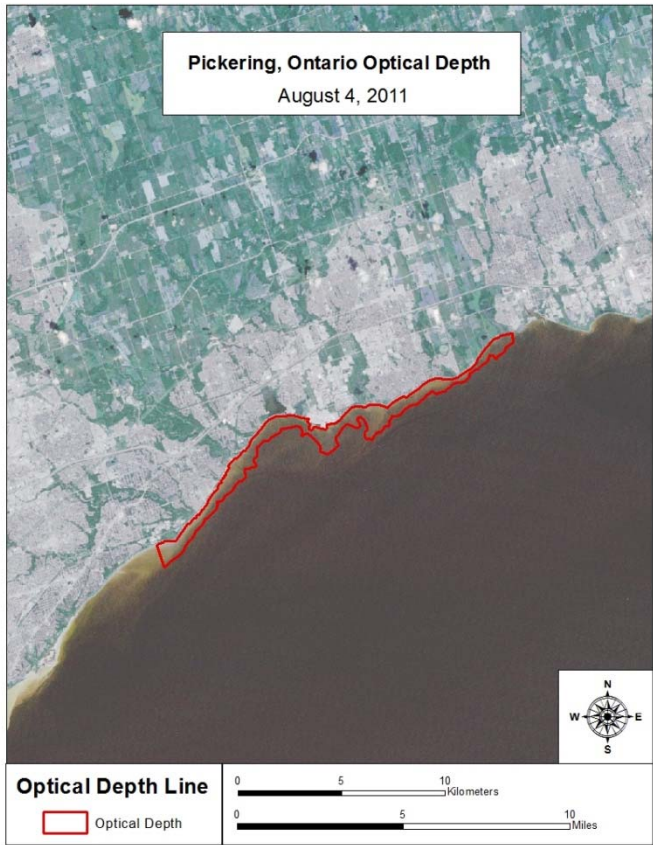 Pickering, Ontario Optical Depth
August 4, 2011
N
W E
S
Optical Depth Line
Optical Depth
0 5 10
Kilometers
0 5 10
Miles